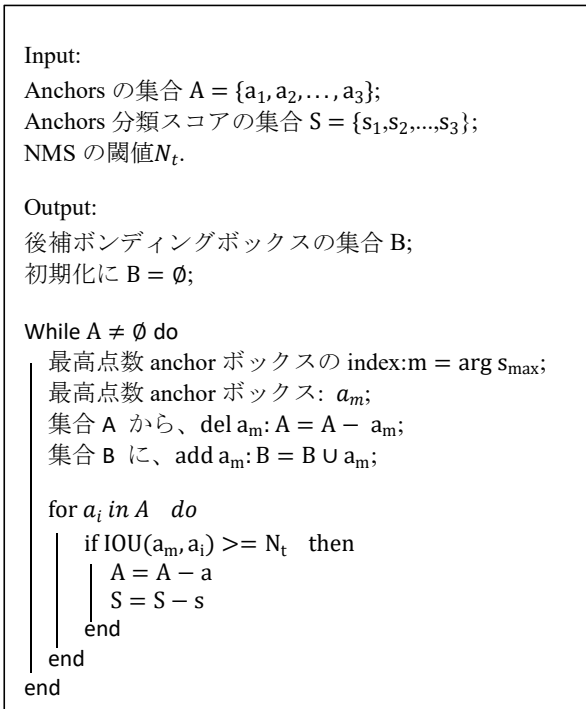 Input:
Anchors の集合 A = {a₁, a₂, . . . , a₃};
Anchors 分類スコアの集合 S = {s₁,s₂,...,s₃};
NMS の閾値Nₜ.
Output:
後補ボンディングボックスの集合 B;
初期化に B = ∅;
While A ≠ ∅ do
最高点数 anchor ボックスの index:m = arg sₘₐₓ;
最高点数 anchor ボックス: aₘ;
集合 A から、del aₘ: A = A − aₘ;
集合 B に、add aₘ: B = B ∪ aₘ;
for aᵢ in A do
if IOU(aₘ, aᵢ) >= Nₜ then
A = A − a
S = S − s
end
end
end